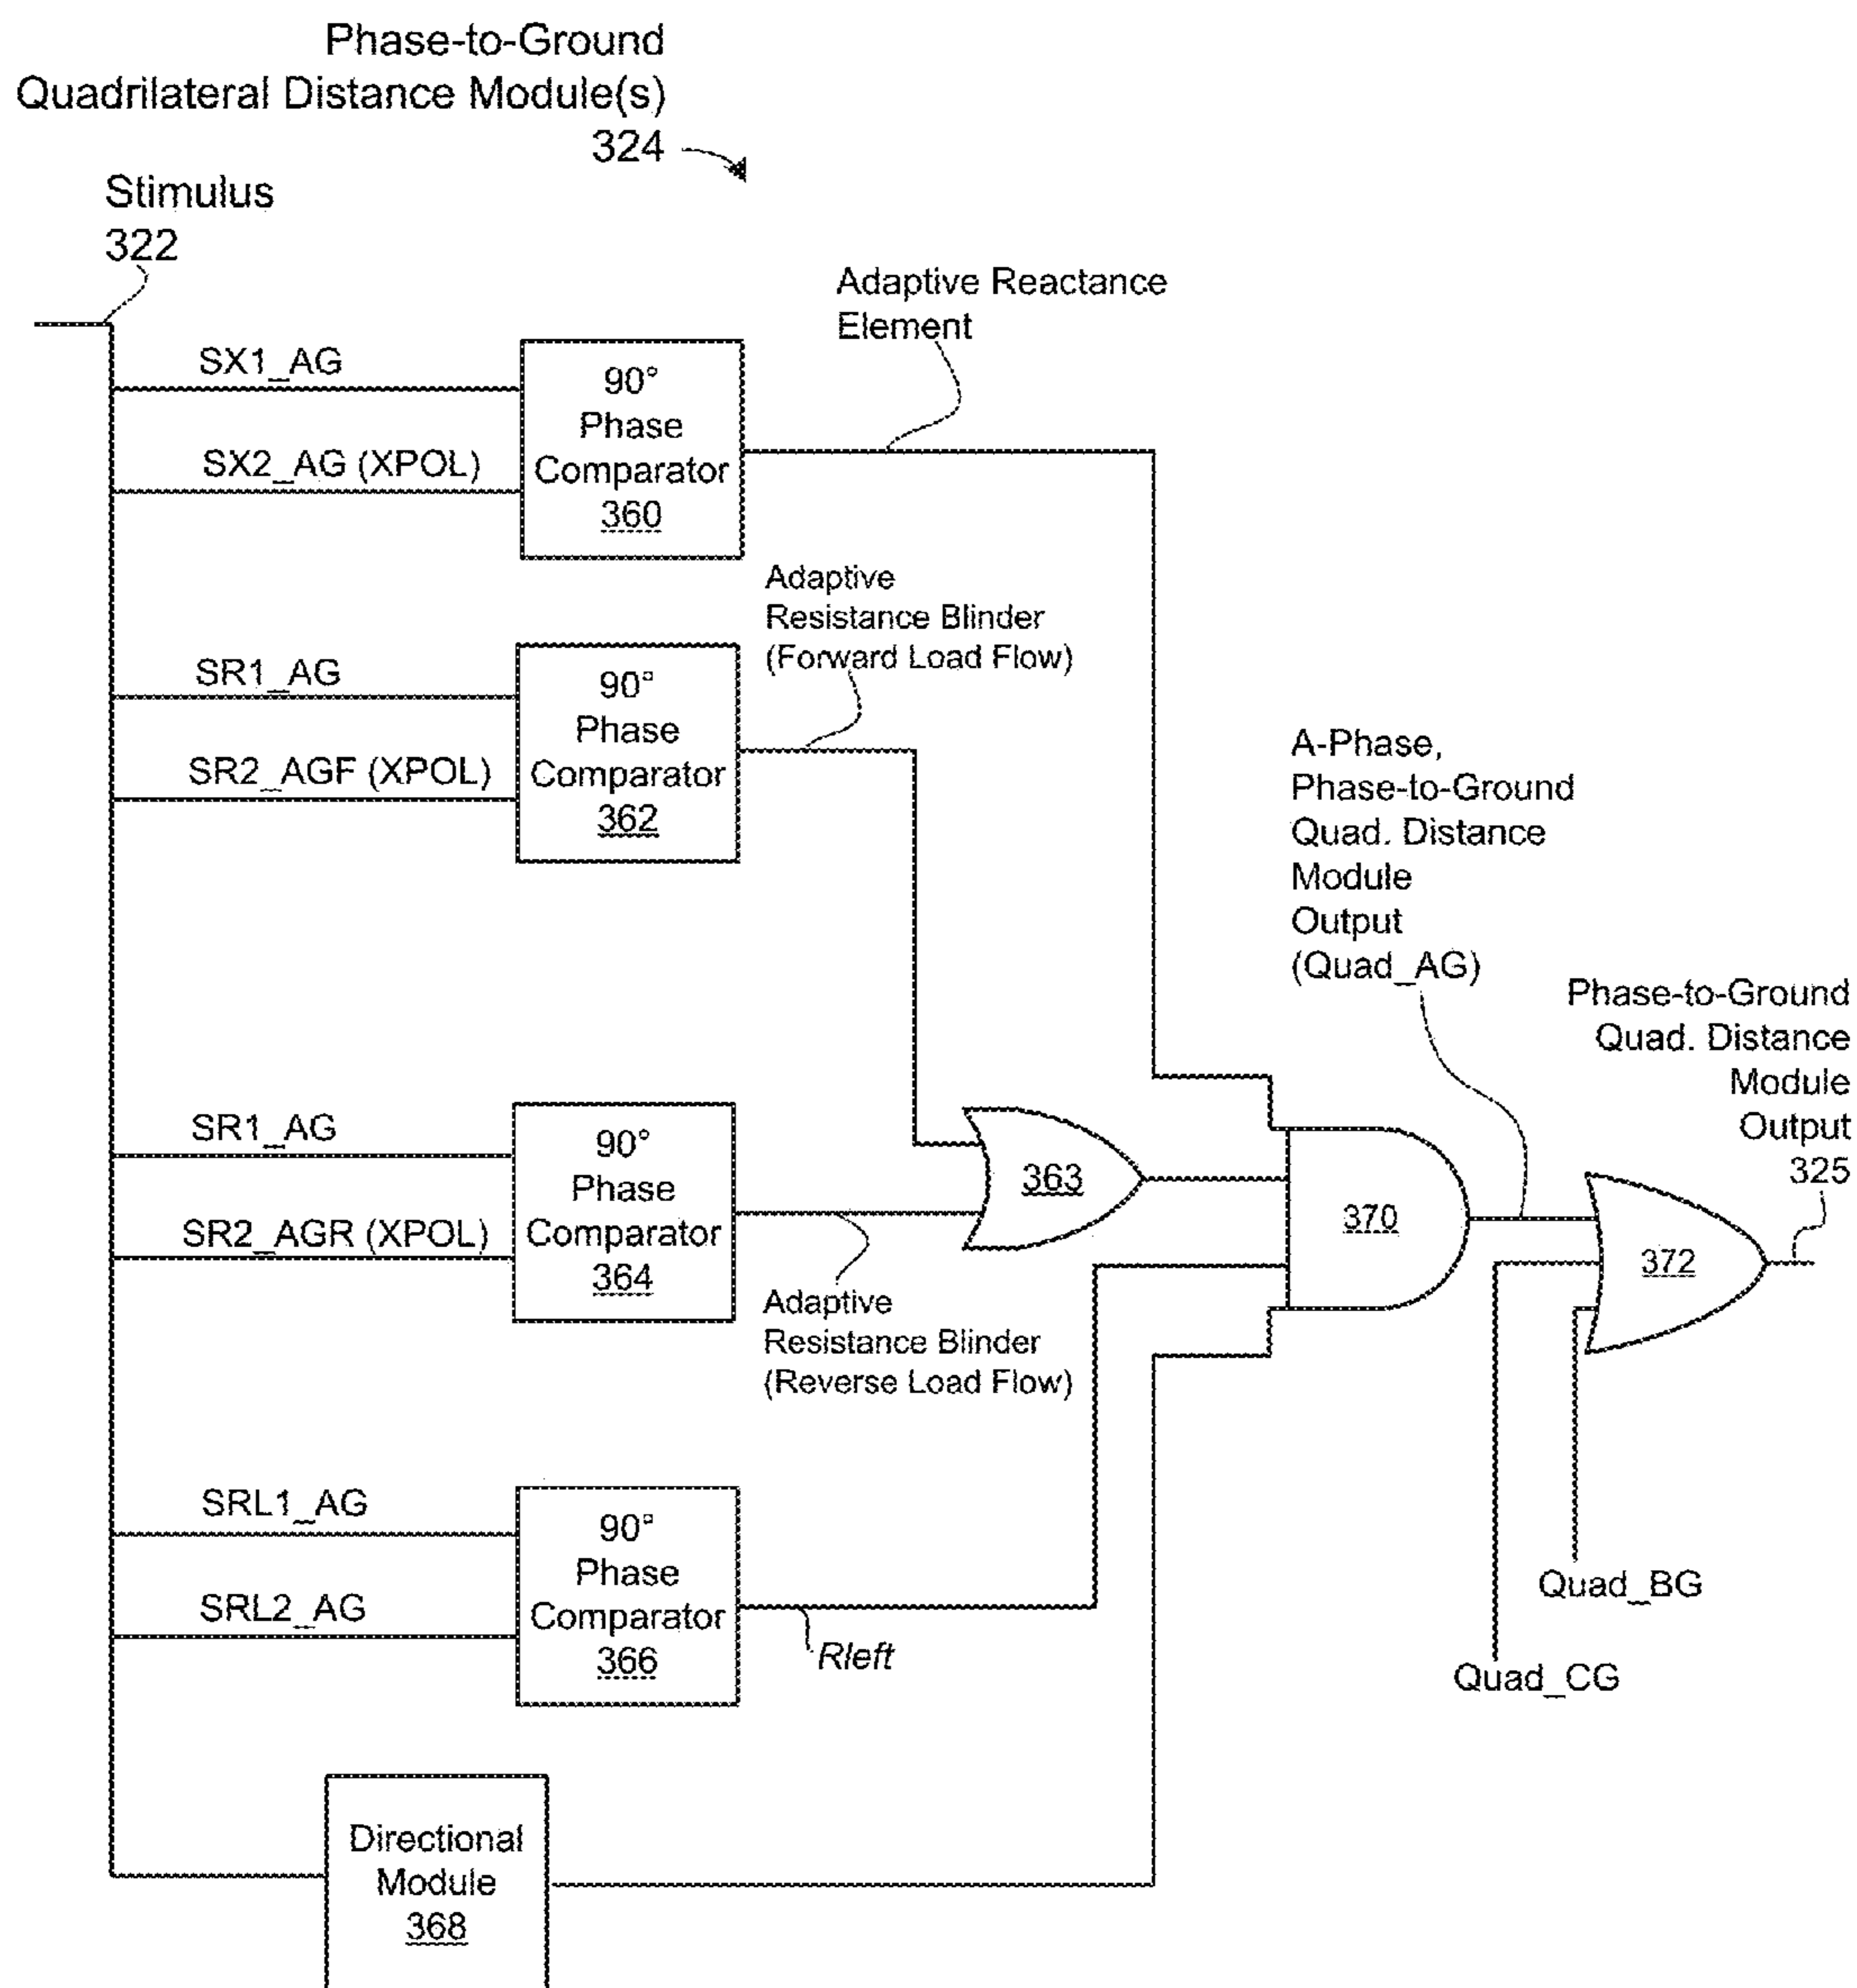 Phase-to-Ground
Quadrilateral Distance Module(s)
324
Stimulus
322
SX1_AG
SX2_AG (XPOL)
90°
Phase
Comparator
360
Adaptive Reactance
Element
SR1_AG
SR2_AGF (XPOL)
90°
Phase
Comparator
362
Adaptive
Resistance Blinder
(Forward Load Flow)
SR1_AG
SR2_AGR (XPOL)
90°
Phase
Comparator
364
Adaptive
Resistance Blinder
(Reverse Load Flow)
363
370
A-Phase,
Phase-to-Ground
Quad. Distance
Module
Output
(Quad_AG)
Phase-to-Ground
Quad. Distance
Module
Output
325
372
Quad_BG
Quad_CG
SRL1_AG
SRL2_AG
90°
Phase
Comparator
366
Rleft
Directional
Module
368